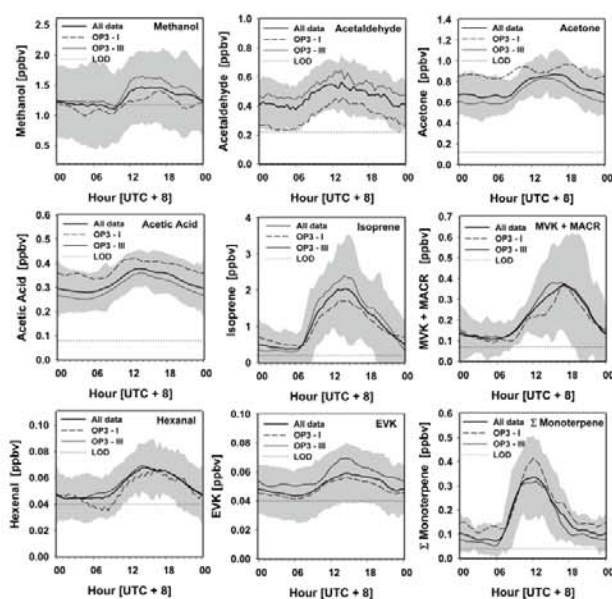 Methanol [ppbv]
2.5
2.0
1.5
1.0
0.5
All data
OP3 - I
OP3 - III
LOD
Methanol
00 06 12 18 00
Hour [UTC + 8]
Acetaldehyde [ppbv]
1.0
0.8
0.6
0.4
0.2
0.0
All data
OP3 - I
OP3 - III
LOD
Acetaldehyde
00 06 12 18 00
Hour [UTC + 8]
Acetone [ppbv]
1.2
1.0
0.8
0.6
0.4
0.2
0.0
All data
OP3 - I
OP3 - III
LOD
Acetone
00 06 12 18 00
Hour [UTC + 8]
Acetic Acid [ppbv]
0.6
0.5
0.4
0.3
0.2
0.1
0.0
All data
OP3 - I
OP3 - III
LOD
Acetic Acid
00 06 12 18 00
Hour [UTC + 8]
Isoprene [ppbv]
4
3
2
1
0
All data
OP3 - I
OP3 - III
LOD
Isoprene
00 06 12 18 00
Hour [UTC + 8]
MVK + MACR [ppbv]
0.7
0.6
0.5
0.4
0.3
0.2
0.1
0.0
All data
OP3 - I
OP3 - III
LOD
MVK + MACR
00 06 12 18 00
Hour [UTC + 8]
Hexenal [ppbv]
0.10
0.08
0.06
0.04
0.02
0.00
All data
OP3 - I
OP3 - III
LOD
Hexanal
00 06 12 18 00
Hour [UTC + 8]
EVK [ppbv]
0.10
0.08
0.06
0.04
0.02
0.00
All data
OP3 - I
OP3 - III
LOD
EVK
00 06 12 18 00
Hour [UTC + 8]
Σ Monoterpene [ppbv]
0.6
0.5
0.4
0.3
0.2
0.1
0.0
All data
OP3 - I
OP3 - III
LOD
Σ Monoterpene
00 06 12 18 00
Hour [UTC + 8]